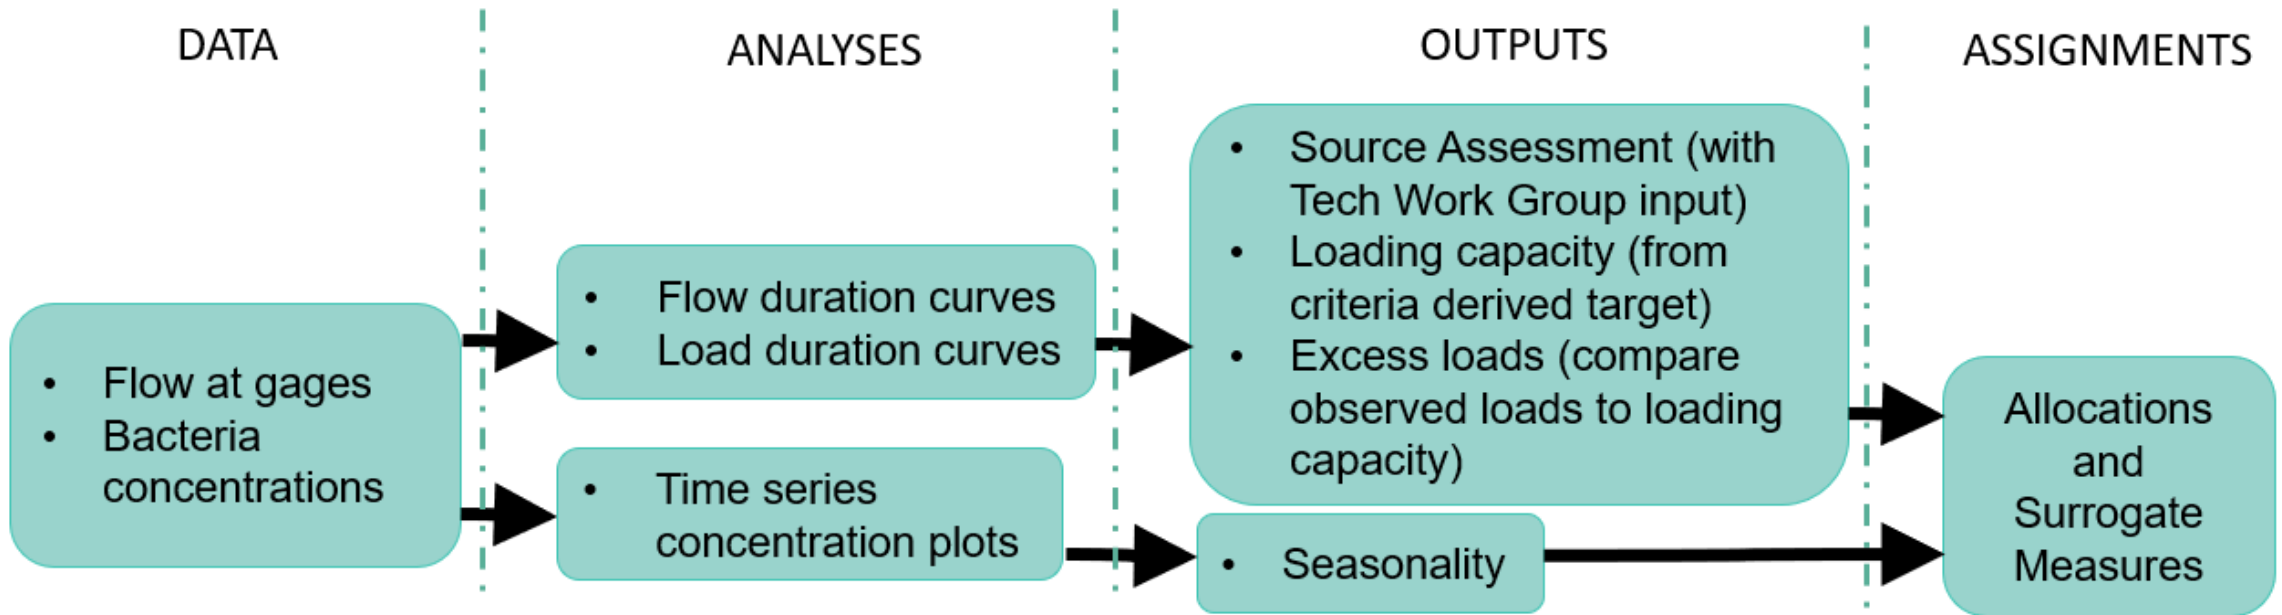 DATA
ANALYSES
OUTPUTS
ASSIGNMENTS
• Flow at gages
• Bacteria
concentrations
• Flow duration curves
• Load duration curves
• Time series
concentration plots
• Source Assessment (with
Tech Work Group input)
• Loading capacity (from
criteria derived target)
• Excess loads (compare
observed loads to loading
capacity)
• Seasonality
Allocations
and
Surrogate
Measures